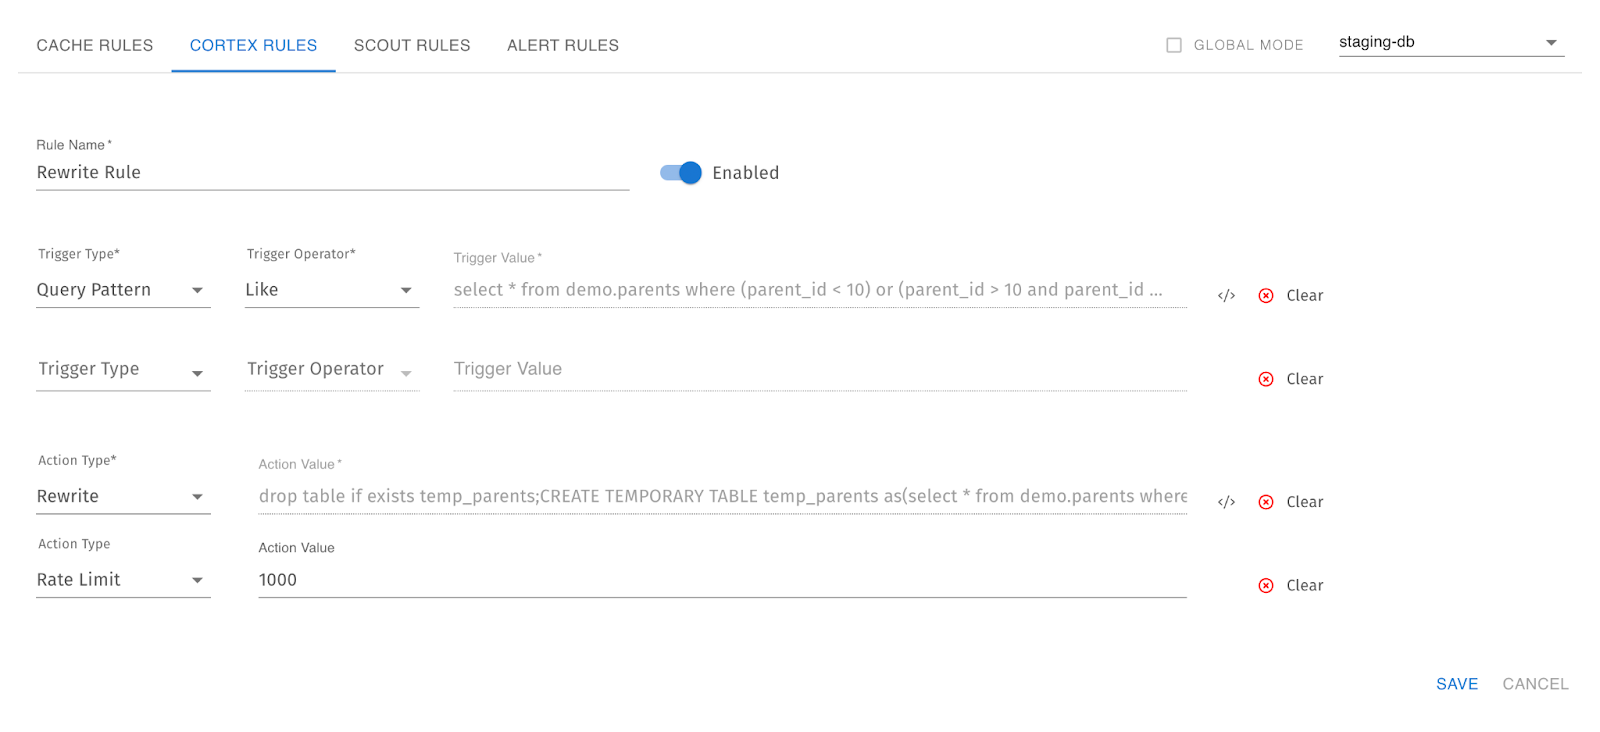 CACHE RULES CORTEX RULES SCOUT RULES ALERT RULES GLOBAL MODE staging-db
Rule Name*
Rewrite Rule Enabled
Trigger Type* Trigger Operator* Trigger Value*
Query Pattern Like select * from demo.parents where (parent_id < 10) or (parent_id > 10 and parent_id ... </> Clear
Trigger Type Trigger Operator Trigger Value Clear
Action Type* Action Value*
Rewrite drop table if exists temp_parents;CREATE TEMPORARY TABLE temp_parents as(select * from demo.parents where </> Clear
Action Type Action Value
Rate Limit 1000 Clear
SAVE CANCEL